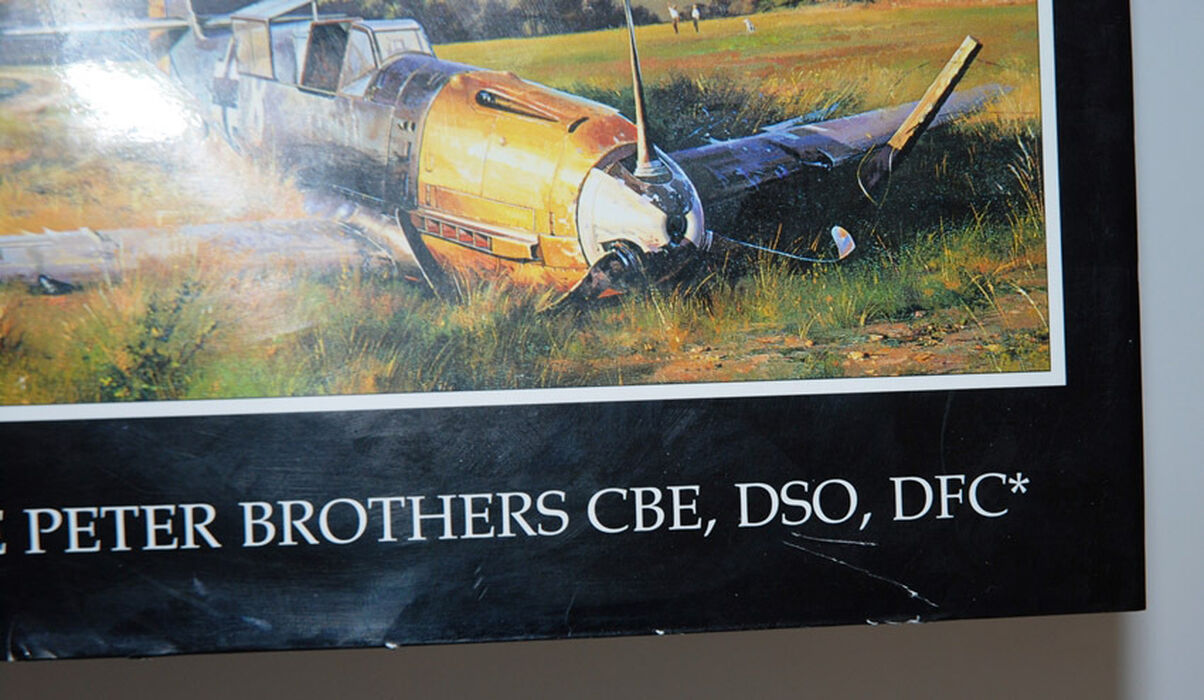 E PETER BROTHERS CBE, DSO, DFC*